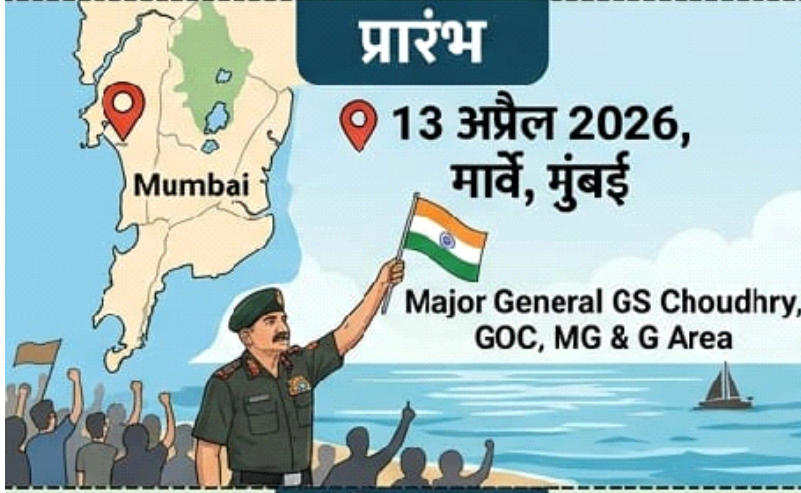 प्रारंभ
13 अप्रैल 2026,
मार्वे, मुंबई
Mumbai
Major General GS Choudhry,
GOC, MG & G Area